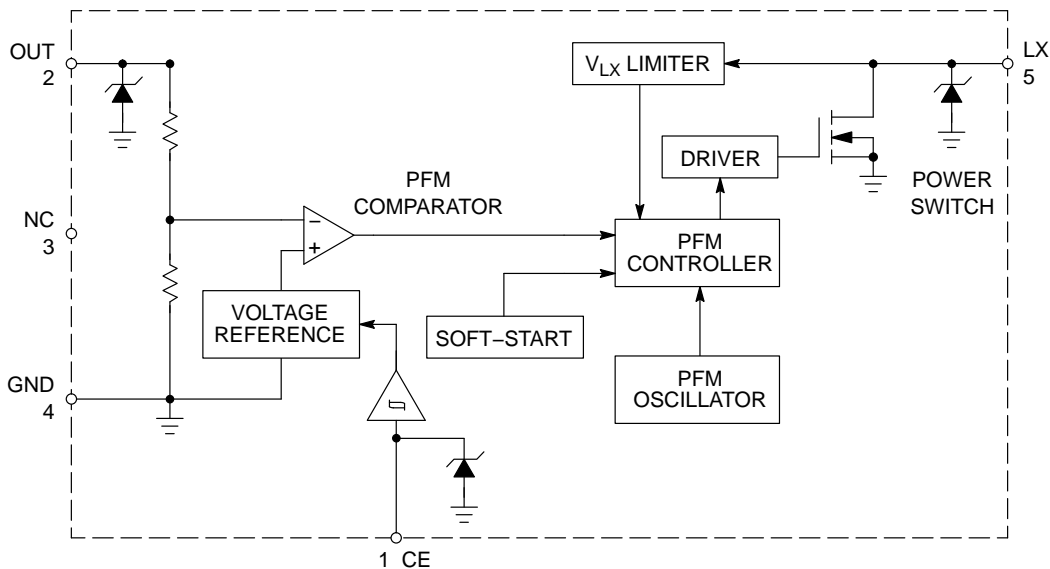 OUT
2
V_LX LIMITER
LX
5
DRIVER
POWER
SWITCH
PFM
COMPARATOR
NC
3
−
+
PFM
CONTROLLER
VOLTAGE
REFERENCE
SOFT−START
GND
4
PFM
OSCILLATOR
1 CE